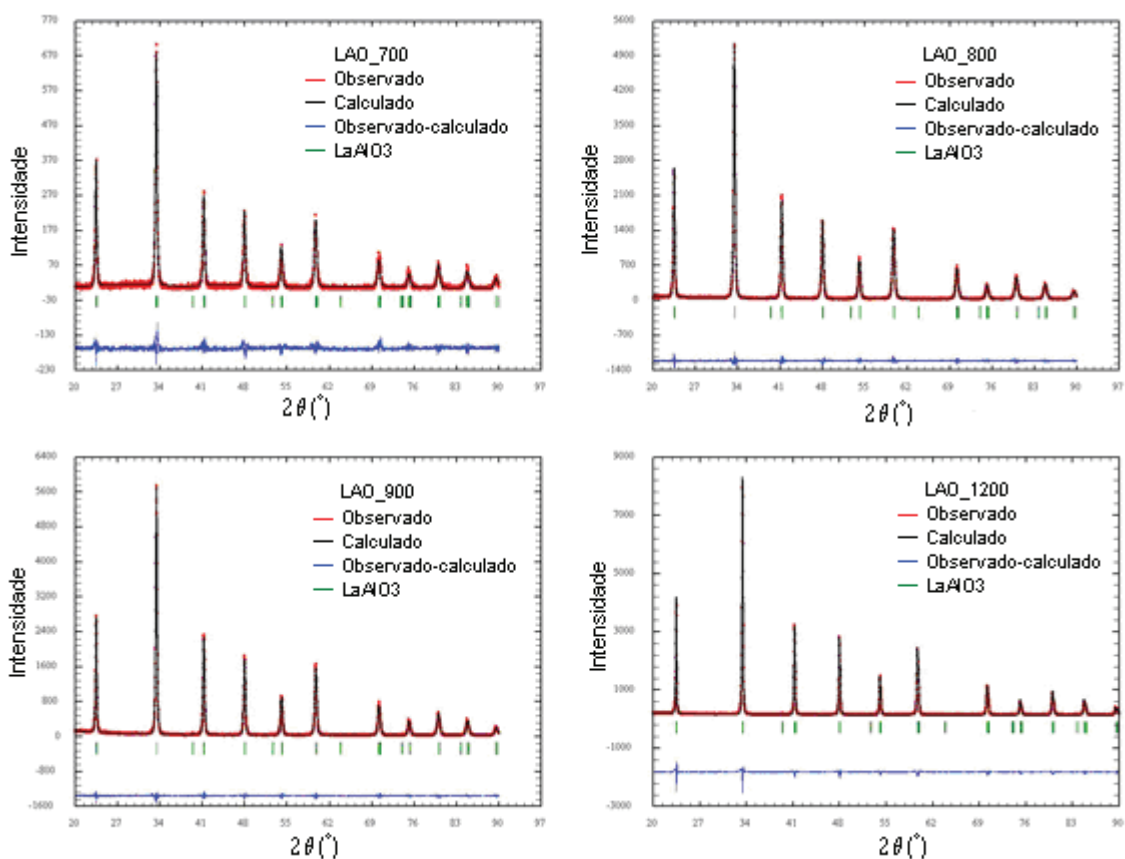 770
670
570
470
370
270
170
70
-30
-130
-230
Intensidade
LAO_700
Observado
Calculado
Observado-calculado
LaAlO3
20 27 34 41 48 55 62 69 76 83 90 97
2θ(°)
5600
4900
4200
3500
2800
2100
1400
700
0
-700
-1400
Intensidade
LAO_800
Observado
Calculado
Observado-calculado
LaAlO3
20 27 34 41 48 55 62 69 76 83 90 97
2θ(°)
6400
5600
4800
4000
3200
2400
1600
800
0
-800
-1600
Intensidade
LAO_900
Observado
Calculado
Observado-calculado
LaAlO3
20 27 34 41 48 55 62 69 76 83 90 97
2θ(°)
9000
7000
5000
3000
1000
-1000
-3000
Intensidade
LAO_1200
Observado
Calculado
Observado-calculado
LaAlO3
20 27 34 41 48 55 62 69 76 83 90
2θ(°)